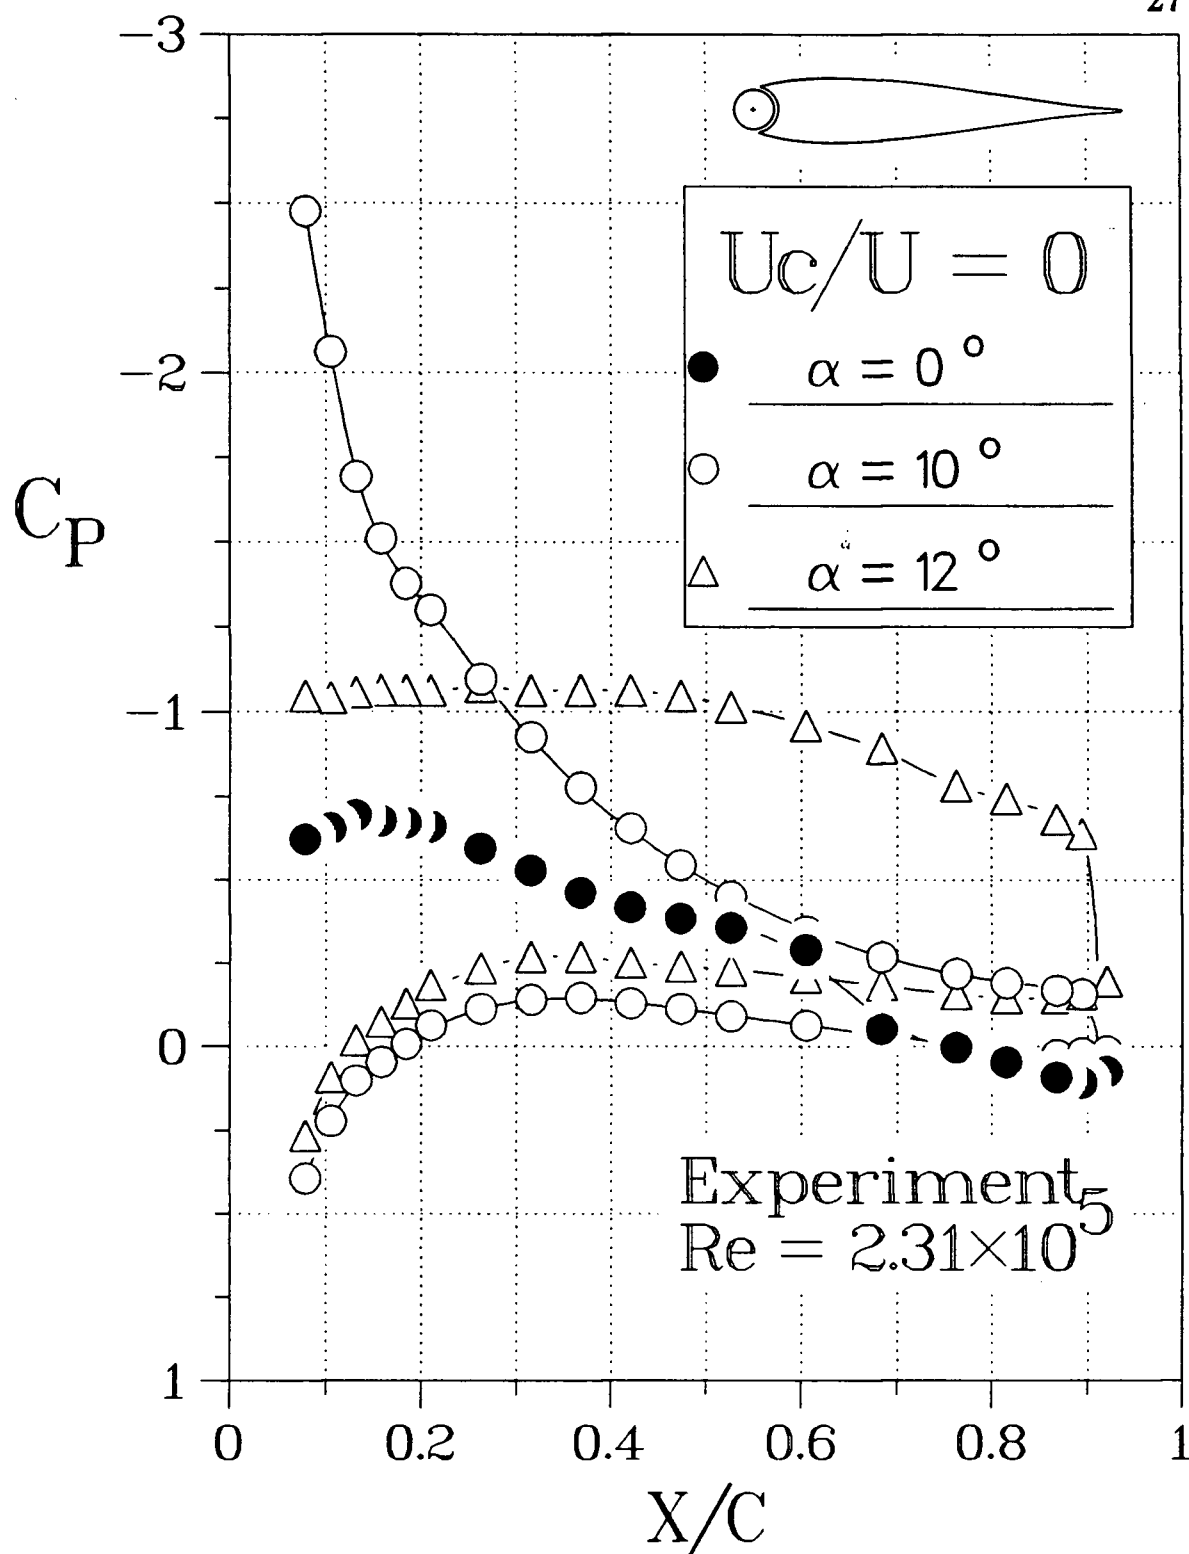 27
-3
-2
-1
0
1
C_P
Uc/U = 0
α = 0 °
α = 10 °
α = 12 °
Experiment
Re = 2.31×10^5
0 0.2 0.4 0.6 0.8 1
X/C